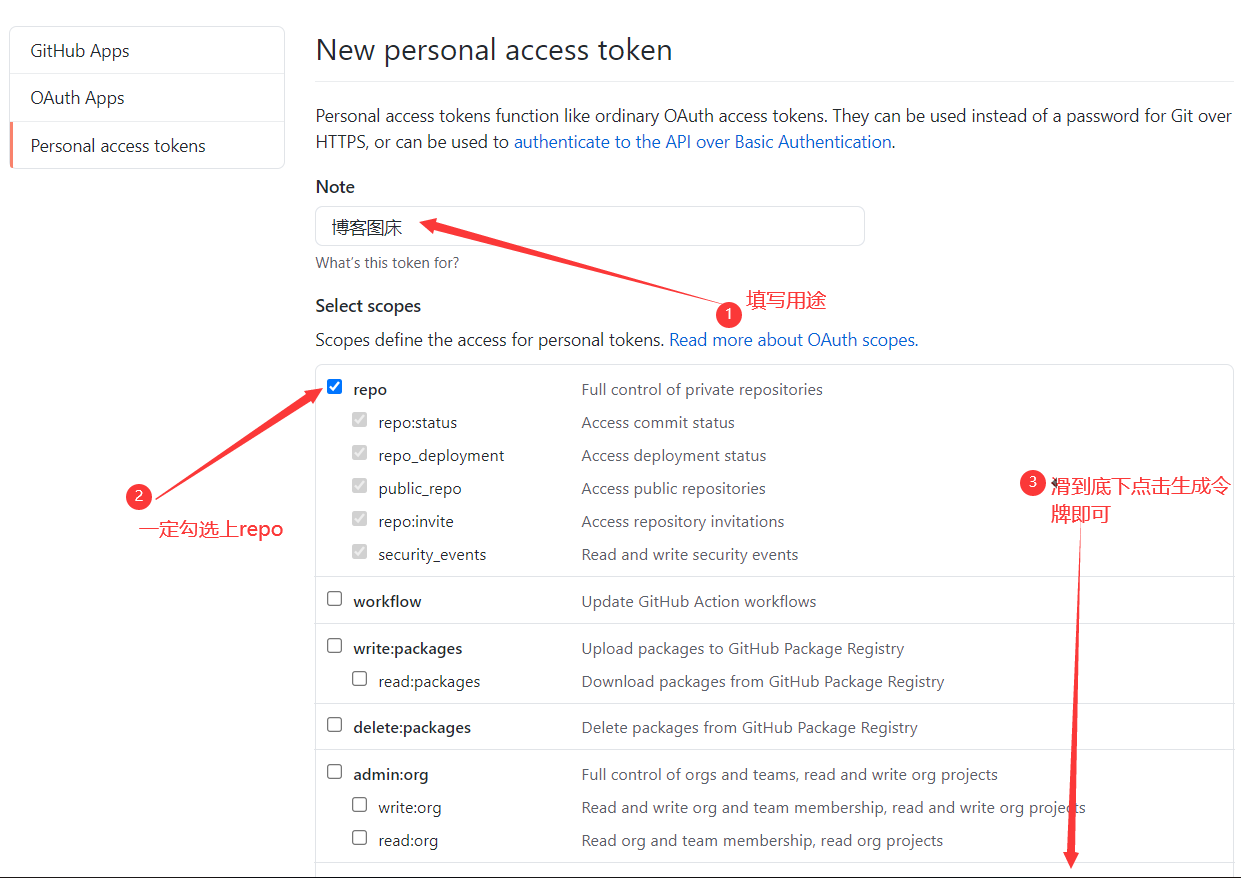 GitHub Apps
OAuth Apps
Personal access tokens
New personal access token
Personal access tokens function like ordinary OAuth access tokens. They can be used instead of a password for Git over
HTTPS, or can be used to authenticate to the API over Basic Authentication.
Note
博客图床
What's this token for?
1 填写用途
Select scopes
Scopes define the access for personal tokens. Read more about OAuth scopes.
repo Full control of private repositories
repo:status Access commit status
repo_deployment Access deployment status
public_repo Access public repositories
repo:invite Access repository invitations
security_events Read and write security events
2
一定勾选上repo
3 滑到底下点击生成令
牌即可
workflow Update GitHub Action workflows
write:packages Upload packages to GitHub Package Registry
read:packages Download packages from GitHub Package Registry
delete:packages Delete packages from GitHub Package Registry
admin:org Full control of orgs and teams, read and write org projects
write:org Read and write org and team membership, read and write org projects
read:org Read org and team membership, read org projects